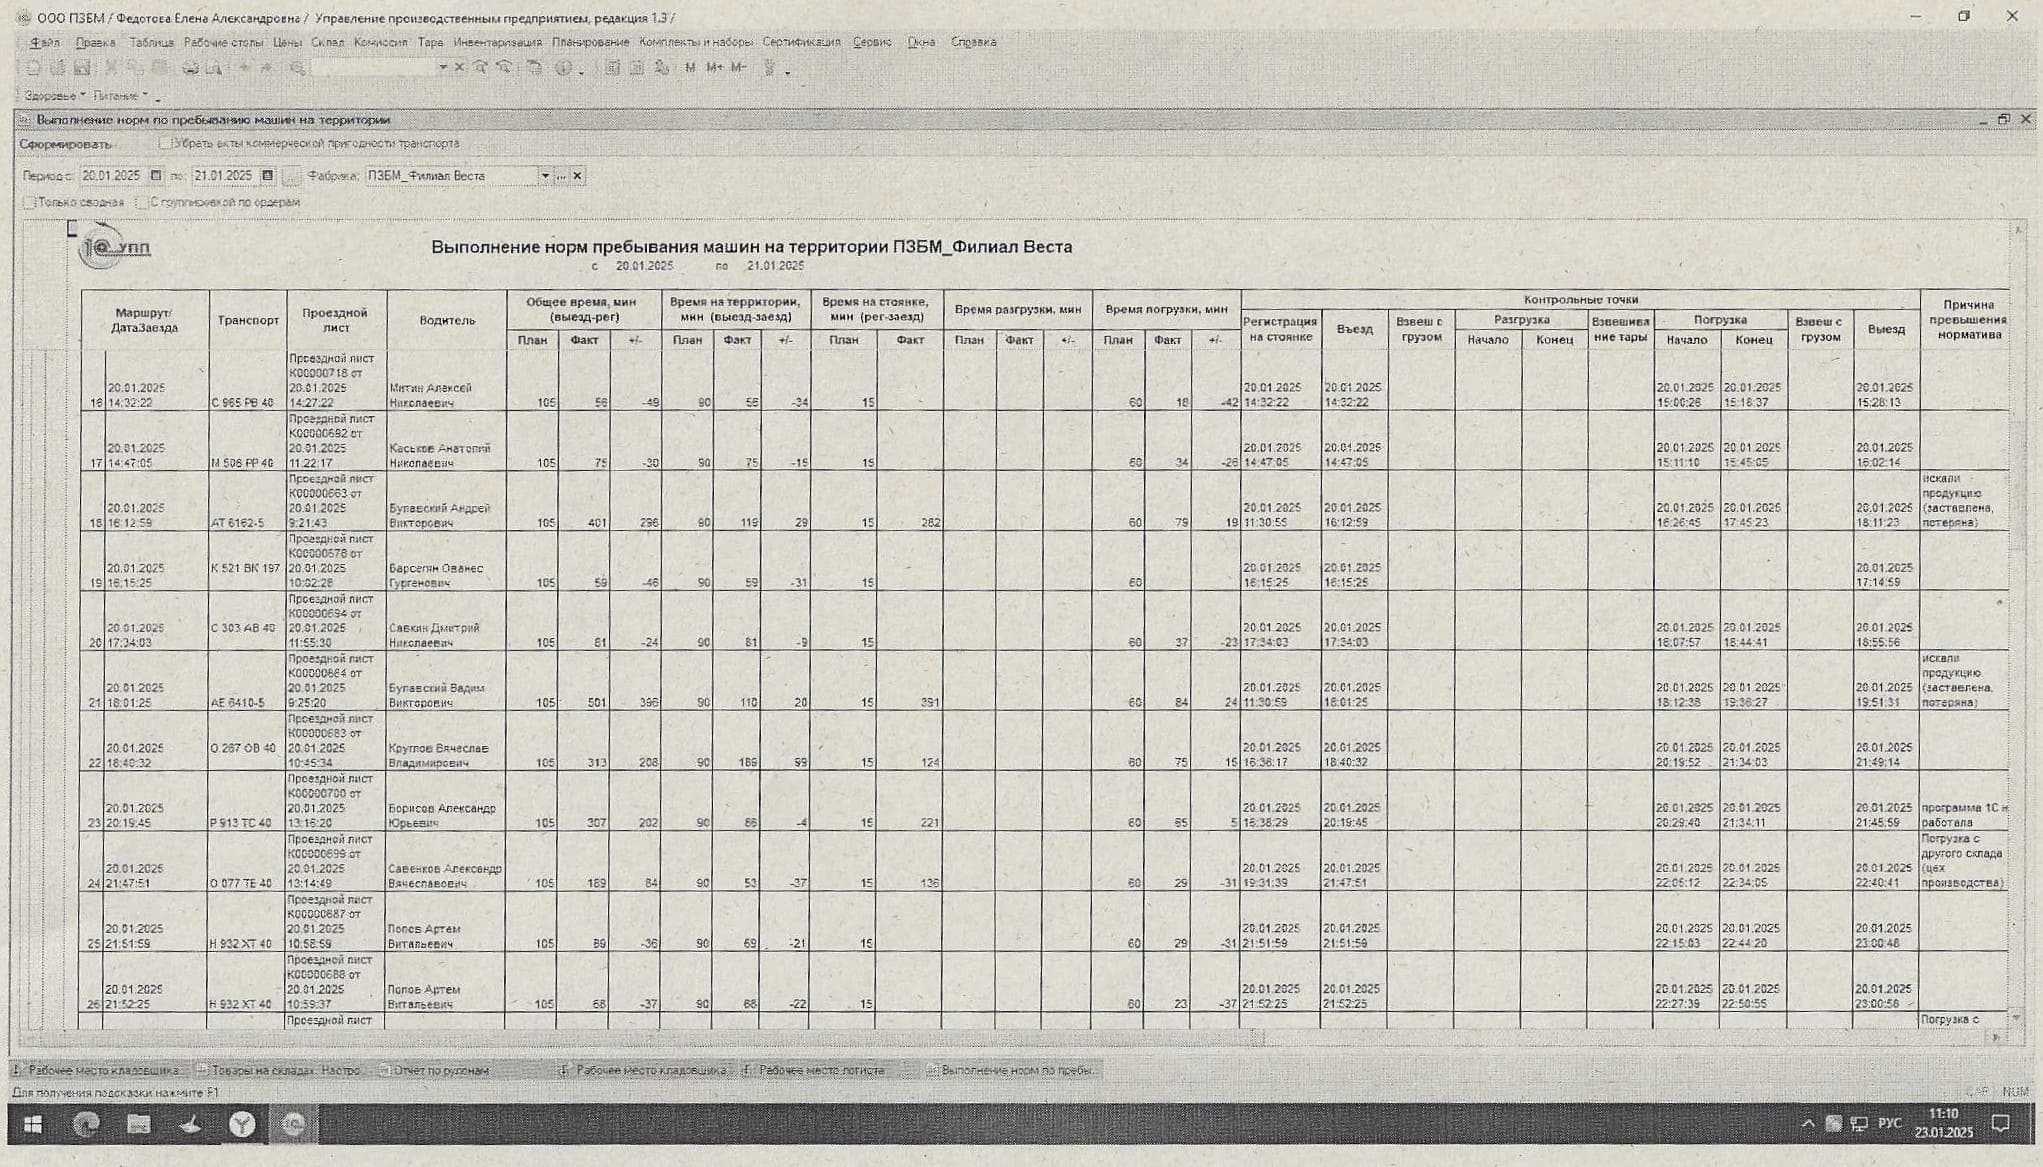 ООО ПЗБМ / Федотова Елена Александровна / Управление производственным предприятием, редакция 1.3 /
Файл Правка Таблица Рабочие столы Цены Склад Комиссия Тара Инвентаризация Планирование Комплекты и наборы Сертификация Сервис Окна Справка
M M+ M-
Здоровье Питание
Выполнение норм по пребыванию машин на территории
Сформировать Убрать акты коммерческой пригодности транспорта
Период с: 20.01.2025 по: 21.01.2025 ... Фабрика: ПЗБМ_Филиал Веста
Только сводная С группировкой по ордерам
1С УПП
Выполнение норм пребывания машин на территории ПЗБМ_Филиал Веста
с 20.01.2025 по 21.01.2025
Маршрут/ ДатаЗаезда Транспорт Проездной лист Водитель Общее время, мин (выезд-рег) Время на территории, мин (выезд-заезд) Время на стоянке, мин (рег-заезд) Время разгрузки, мин Время погрузки, мин Контрольные точки Причина превышения норматива
План Факт +/- План Факт +/- План Факт План Факт +/- План Факт +/- Регистрация на стоянке Въезд Взвеш с грузом Разгрузка Начало Конец Взвешивание тары Погрузка Начало Конец Взвеш с грузом Выезд
16 20.01.2025 14:32:22 С 965 РВ 40 Проездной лист К00000718 от 20.01.2025 14:27:22 Митин Алексей Николаевич 105 56 -49 90 56 -34 15 60 18 -42 20.01.2025 14:32:22 20.01.2025 14:32:22 20.01.2025 15:00:26 20.01.2025 15:18:37 20.01.2025 15:28:13
17 20.01.2025 14:47:05 М 506 РР 40 Проездной лист К00000692 от 20.01.2025 11:22:17 Каськов Анатолий Николаевич 105 75 -30 90 75 -15 15 60 34 -26 20.01.2025 14:47:05 20.01.2025 14:47:05 20.01.2025 15:11:10 20.01.2025 15:45:05 20.01.2025 16:02:14
18 20.01.2025 16:12:59 АТ 6162-5 Проездной лист К00000663 от 20.01.2025 9:21:43 Булавский Андрей Викторович 105 401 296 90 119 29 15 282 60 79 19 20.01.2025 11:30:55 20.01.2025 16:12:59 20.01.2025 16:26:45 20.01.2025 17:45:23 20.01.2025 18:11:23 искали продукцию (заставлена, потеряна)
19 20.01.2025 16:15:25 К 521 ВК 197 Проездной лист К00000678 от 20.01.2025 10:02:28 Барсегян Ованес Гургенович 105 59 -46 90 59 -31 15 60 20.01.2025 16:15:25 20.01.2025 16:15:25 20.01.2025 17:14:59
20 20.01.2025 17:34:03 С 303 АВ 40 Проездной лист К00000694 от 20.01.2025 11:55:30 Савкин Дмитрий Николаевич 105 81 -24 90 81 -9 15 60 37 -23 20.01.2025 17:34:03 20.01.2025 17:34:03 20.01.2025 18:07:57 20.01.2025 18:44:41 20.01.2025 18:55:56
21 20.01.2025 18:01:25 АЕ 6410-5 Проездной лист К00000664 от 20.01.2025 9:25:20 Булавский Вадим Викторович 105 501 396 90 110 20 15 391 60 84 24 20.01.2025 11:30:59 20.01.2025 18:01:25 20.01.2025 18:12:38 20.01.2025 19:36:27 20.01.2025 19:51:31 искали продукцию (заставлена, потеряна)
22 20.01.2025 18:40:32 О 267 ОВ 40 Проездной лист К00000683 от 20.01.2025 10:45:34 Круглов Вячеслав Владимирович 105 313 208 90 189 99 15 124 60 75 15 20.01.2025 16:36:17 20.01.2025 18:40:32 20.01.2025 20:19:52 20.01.2025 21:34:03 20.01.2025 21:49:14
23 20.01.2025 20:19:45 Р 913 ТС 40 Проездной лист К00000700 от 20.01.2025 13:16:20 Борисов Александр Юрьевич 105 307 202 90 86 -4 15 221 60 65 5 20.01.2025 16:38:29 20.01.2025 20:19:45 20.01.2025 20:29:40 20.01.2025 21:34:11 20.01.2025 21:45:59 программа 1С н работала
24 20.01.2025 21:47:51 О 077 ТЕ 40 Проездной лист К00000699 от 20.01.2025 13:14:49 Савенков Александр Вячеславович 105 189 84 90 53 -37 15 136 60 29 -31 20.01.2025 19:31:39 20.01.2025 21:47:51 20.01.2025 22:05:12 20.01.2025 22:34:05 20.01.2025 22:40:41 Погрузка с другого склада (цех производства)
25 20.01.2025 21:51:59 Н 932 ХТ 40 Проездной лист К00000687 от 20.01.2025 10:58:59 Попов Артем Витальевич 105 69 -36 90 69 -21 15 60 29 -31 20.01.2025 21:51:59 20.01.2025 21:51:59 20.01.2025 22:15:03 20.01.2025 22:44:20 20.01.2025 23:00:46
26 20.01.2025 21:52:25 Н 932 ХТ 40 Проездной лист К00000688 от 20.01.2025 10:59:37 Попов Артем Витальевич 105 68 -37 90 68 -22 15 60 23 -37 20.01.2025 21:52:25 20.01.2025 21:52:25 20.01.2025 22:27:39 20.01.2025 22:50:55 20.01.2025 23:00:56
Проездной лист Погрузка с
Рабочее место кладовщика... Товары на складах. Настро... Отчет по рулонам Рабочее место кладовщика... Рабочее место логиста Выполнение норм по пребы...
Для получения подсказки нажмите F1
CAP NUM
РУС 11:10
23.01.2025